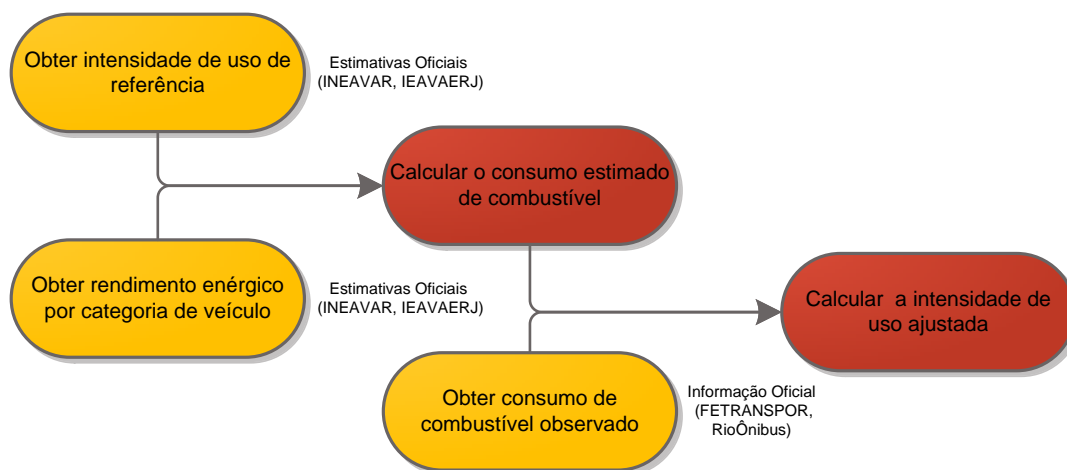 Obter intensidade de uso de
referência
Estimativas Oficiais
(INEAVAR, IEAVAERJ)
Calcular o consumo estimado
de combustível
Obter rendimento enérgico
por categoria de veículo
Estimativas Oficiais
(INEAVAR, IEAVAERJ)
Calcular a intensidade de
uso ajustada
Obter consumo de
combustível observado
Informação Oficial
(FETRANSPOR,
RioÔnibus)